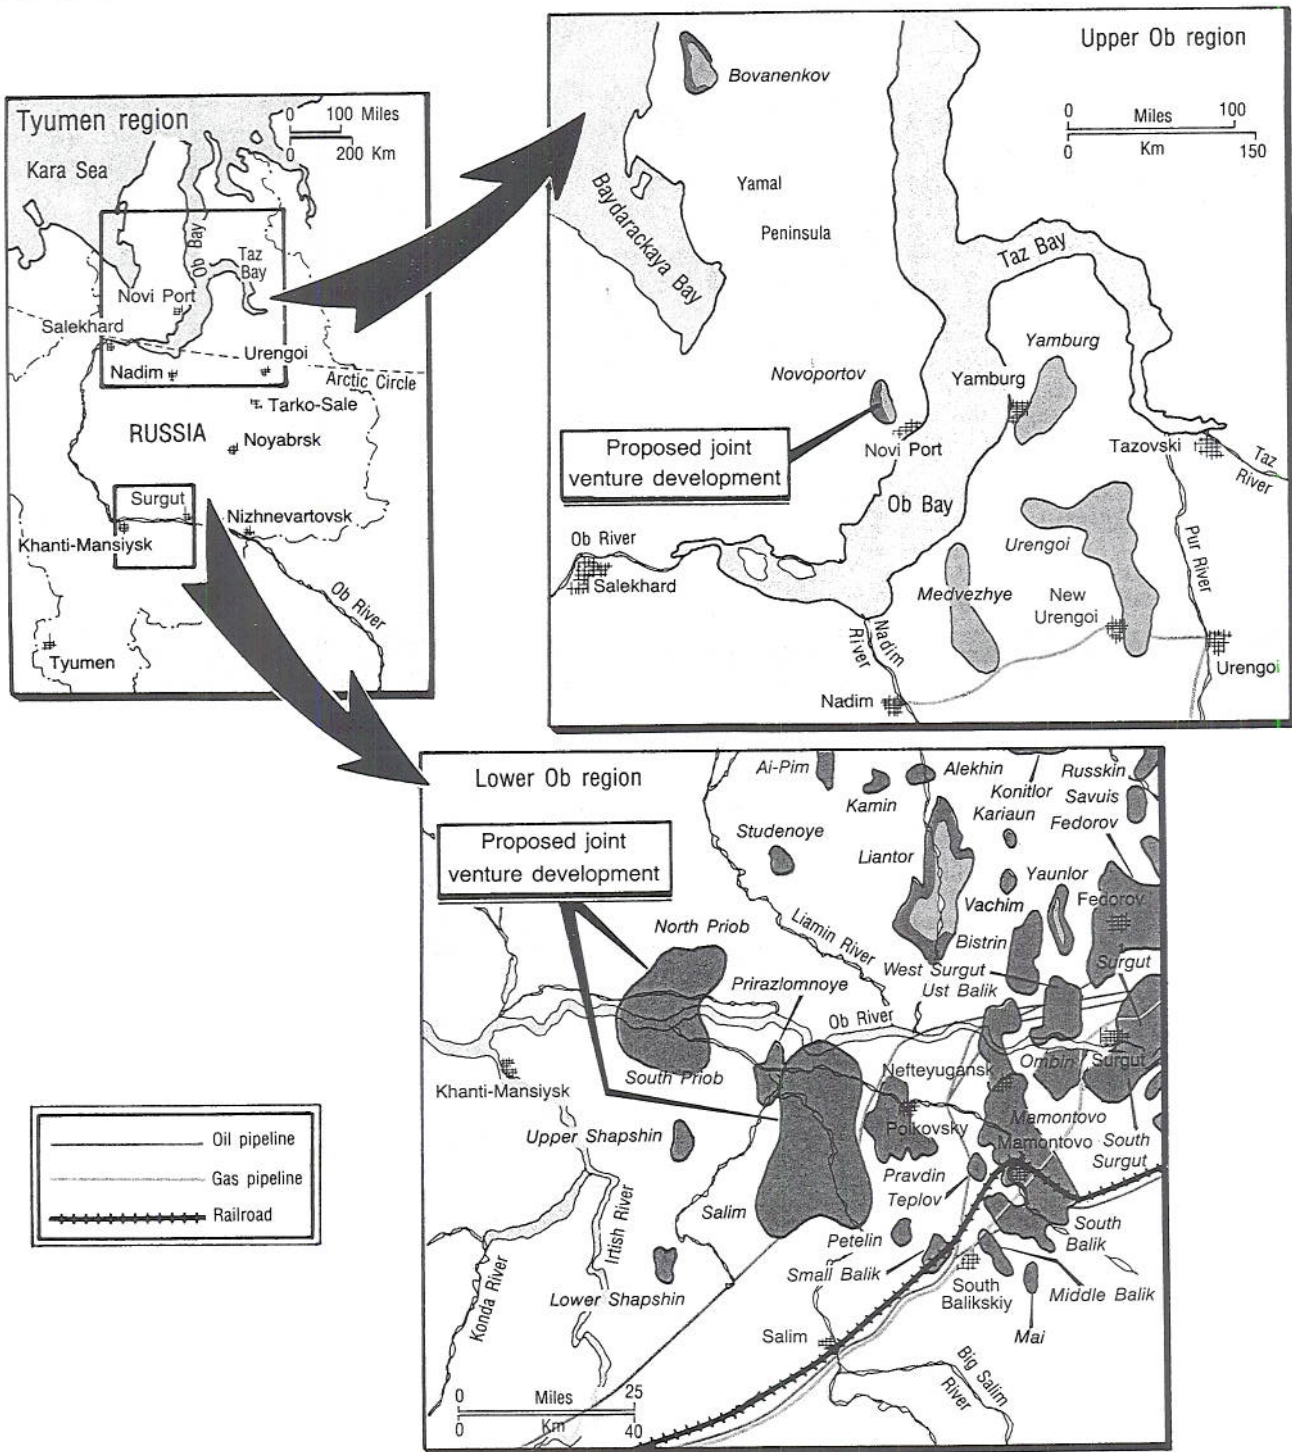 Tyumen region
0 100 Miles
0 200 Km
Kara Sea
Ob Bay
Taz
Bay
Novi Port
Salekhard
Urengoi
Nadim
Arctic Circle
Tarko-Sale
RUSSIA
Noyabrsk
Surgut
Nizhnevartovsk
Khanti-Mansiysk
Ob River
Tyumen
Upper Ob region
0 Miles 100
0 Km 150
Bovanenkov
Baydarackaya Bay
Yamal
Peninsula
Taz Bay
Yamburg
Novoportov
Yamburg
Proposed joint
venture development
Novi Port
Tazovski
Taz
River
Ob Bay
Ob River
Urengoi
Pur River
Salekhard
Medvezhye
New
Urengoi
Nadim
River
Urengoi
Nadim
Lower Ob region
Ai-Pim
Alekhin
Russkin
Kamin
Konitlor
Savuis
Kariaun
Fedorov
Proposed joint
venture development
Studenoye
Liantor
Yaunlor
Vachim
Fedorov
Liamin River
North Priob
Bistrin
West Surgut
Surgut
Prirazlomnoye
Ust Balik
Ob River
Khanti-Mansiysk
South Priob
Nefteyugansk
Ombin
Surgut
Upper Shapshin
Poikovsky
Mamontovo
Mamontovo
South
Surgut
Pravdin
Teplov
Salim
Irtish River
Konda River
Petelin
South
Balik
Small Balik
Lower Shapshin
South
Balikskiy
Middle Balik
Mai
Salim
Big Salim
River
0 Miles 25
0 Km 40
Oil pipeline
Gas pipeline
Railroad